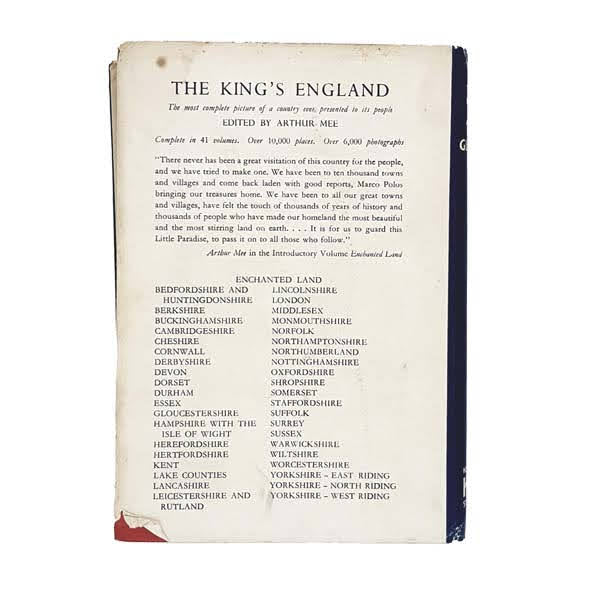 THE KING'S ENGLAND
The most complete picture of a country ever presented to its people
EDITED BY ARTHUR MEE
Complete in 41 volumes. Over 10,000 places. Over 6,000 photographs
"There never has been a great visitation of this country for the people,
and we have tried to make one. We have been to ten thousand towns
and villages and come back laden with good reports, Marco Polos
bringing our treasures home. We have been to all our great towns
and villages, have felt the touch of thousands of years of history and
thousands of people who have made our homeland the most beautiful
and the most stirring land on earth. . . . It is for us to guard this
Little Paradise, to pass it on to all those who follow."
Arthur Mee in the Introductory Volume Enchanted Land
ENCHANTED LAND
BEDFORDSHIRE AND
HUNTINGDONSHIRE
BERKSHIRE
BUCKINGHAMSHIRE
CAMBRIDGESHIRE
CHESHIRE
CORNWALL
DERBYSHIRE
DEVON
DORSET
DURHAM
ESSEX
GLOUCESTERSHIRE
HAMPSHIRE WITH THE
ISLE OF WIGHT
HEREFORDSHIRE
HERTFORDSHIRE
KENT
LAKE COUNTIES
LANCASHIRE
LEICESTERSHIRE AND
RUTLAND
LINCOLNSHIRE
LONDON
MIDDLESEX
MONMOUTHSHIRE
NORFOLK
NORTHAMPTONSHIRE
NORTHUMBERLAND
NOTTINGHAMSHIRE
OXFORDSHIRE
SHROPSHIRE
SOMERSET
STAFFORDSHIRE
SUFFOLK
SURREY
SUSSEX
WARWICKSHIRE
WILTSHIRE
WORCESTERSHIRE
YORKSHIRE – EAST RIDING
YORKSHIRE – NORTH RIDING
YORKSHIRE – WEST RIDING